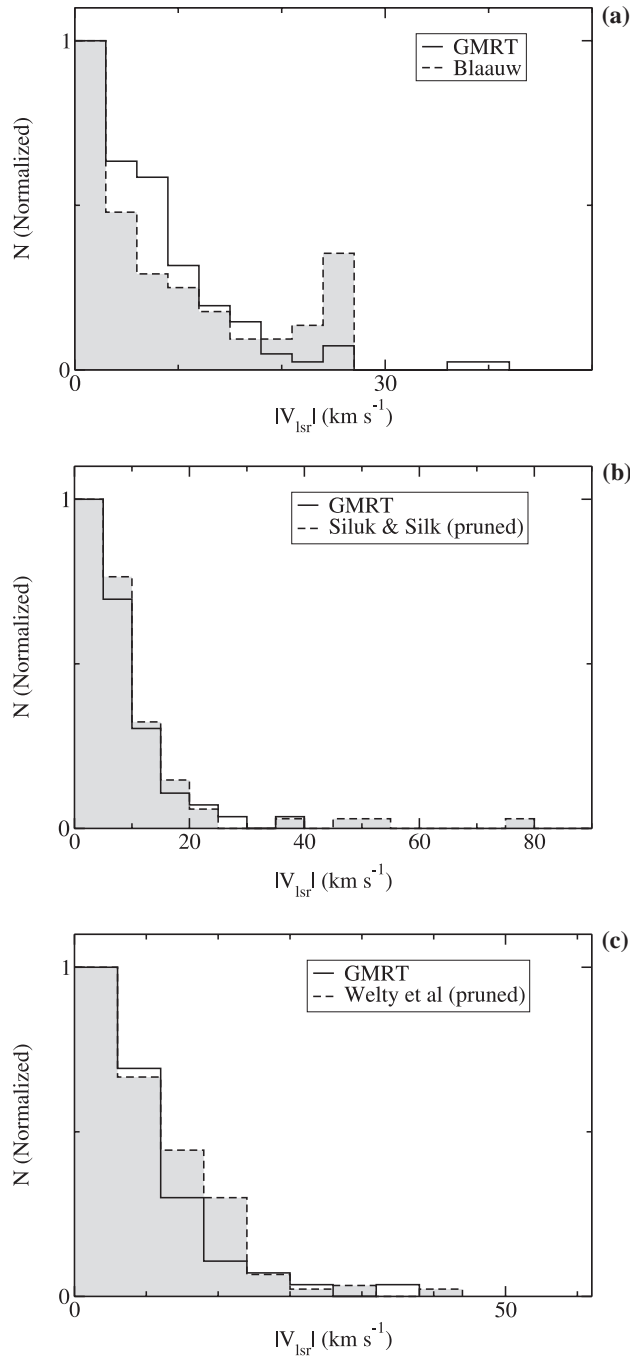 (a)
1
GMRT
Blaauw
N (Normalized)
0
0
30
|V_lsr| (km s⁻¹)
(b)
1
GMRT
Siluk & Silk (pruned)
N (Normalized)
0
0
20
40
60
80
|V_lsr| (km s⁻¹)
(c)
1
GMRT
Welty et al (pruned)
N (Normalized)
0
0
50
|V_lsr| (km s⁻¹)